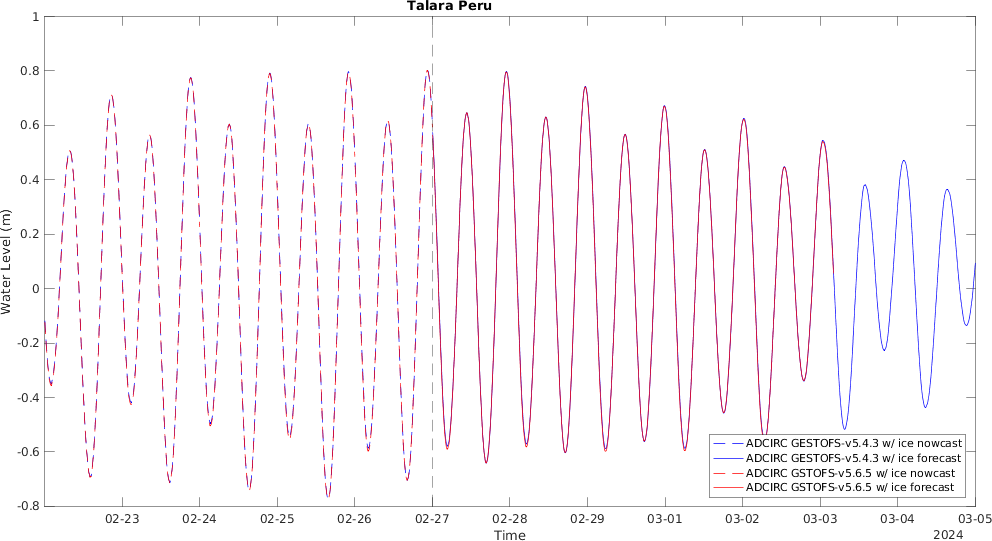 Talara Peru
1
0.8
0.6
0.4
0.2
0
-0.2
-0.4
-0.6
-0.8
Water Level (m)
ADCIRC GESTOFS-v5.4.3 w/ ice nowcast
ADCIRC GESTOFS-v5.4.3 w/ ice forecast
ADCIRC GSTOFS-v5.6.5 w/ ice nowcast
ADCIRC GSTOFS-v5.6.5 w/ ice forecast
02-23 02-24 02-25 02-26 02-27 02-28 02-29 03-01 03-02 03-03 03-04 03-05
Time
2024